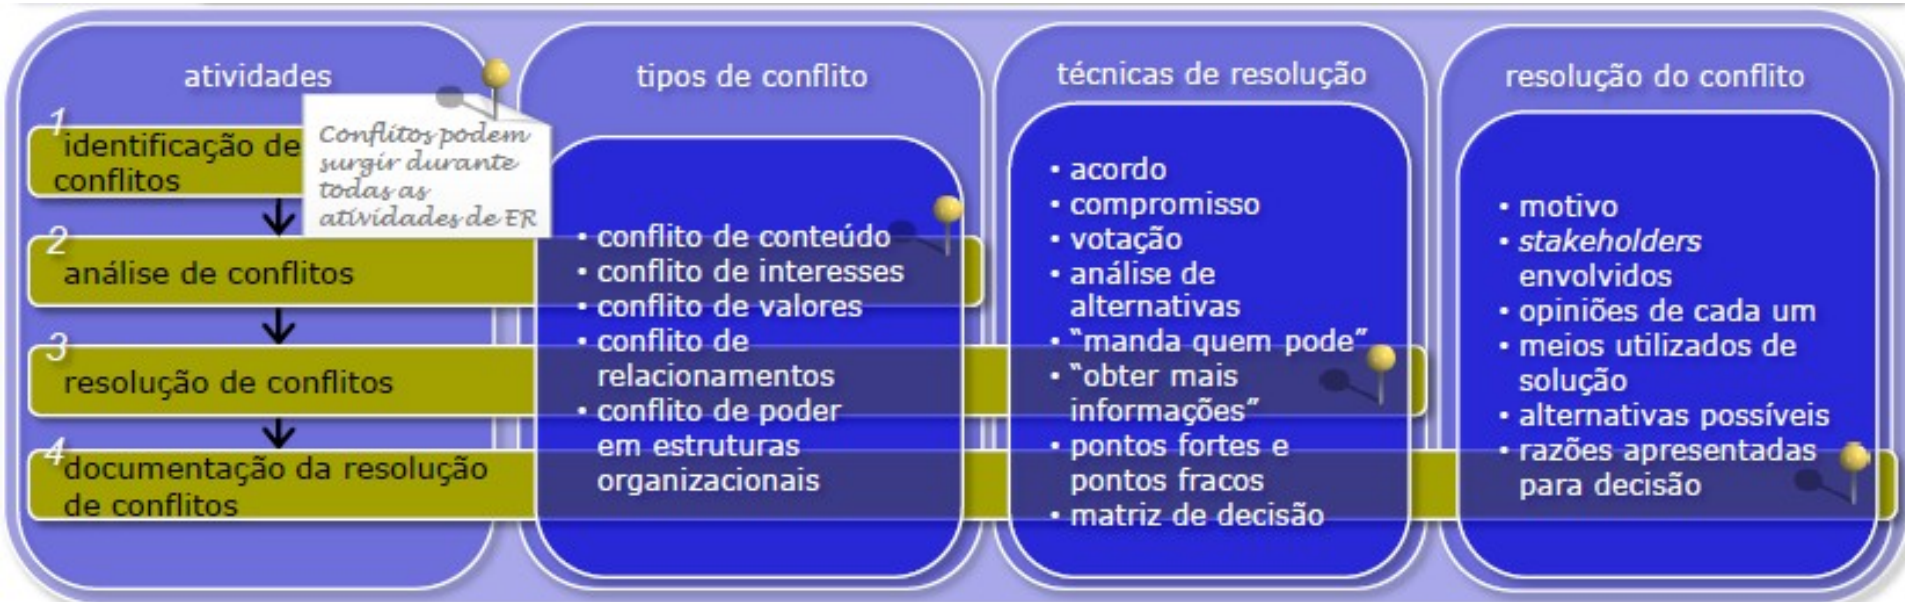 atividades
1
identificação de
conflitos
Conflitos podem
surgir durante
todas as
atividades de ER
2
análise de conflitos
3
resolução de conflitos
4
documentação da resolução
de conflitos
tipos de conflito
• conflito de conteúdo
• conflito de interesses
• conflito de valores
• conflito de
relacionamentos
• conflito de poder
em estruturas
organizacionais
técnicas de resolução
• acordo
• compromisso
• votação
• análise de
alternativas
• “manda quem pode”
• “obter mais
informações”
• pontos fortes e
pontos fracos
• matriz de decisão
resolução do conflito
• motivo
• stakeholders
envolvidos
• opiniões de cada um
• meios utilizados de
solução
• alternativas possíveis
• razões apresentadas
para decisão